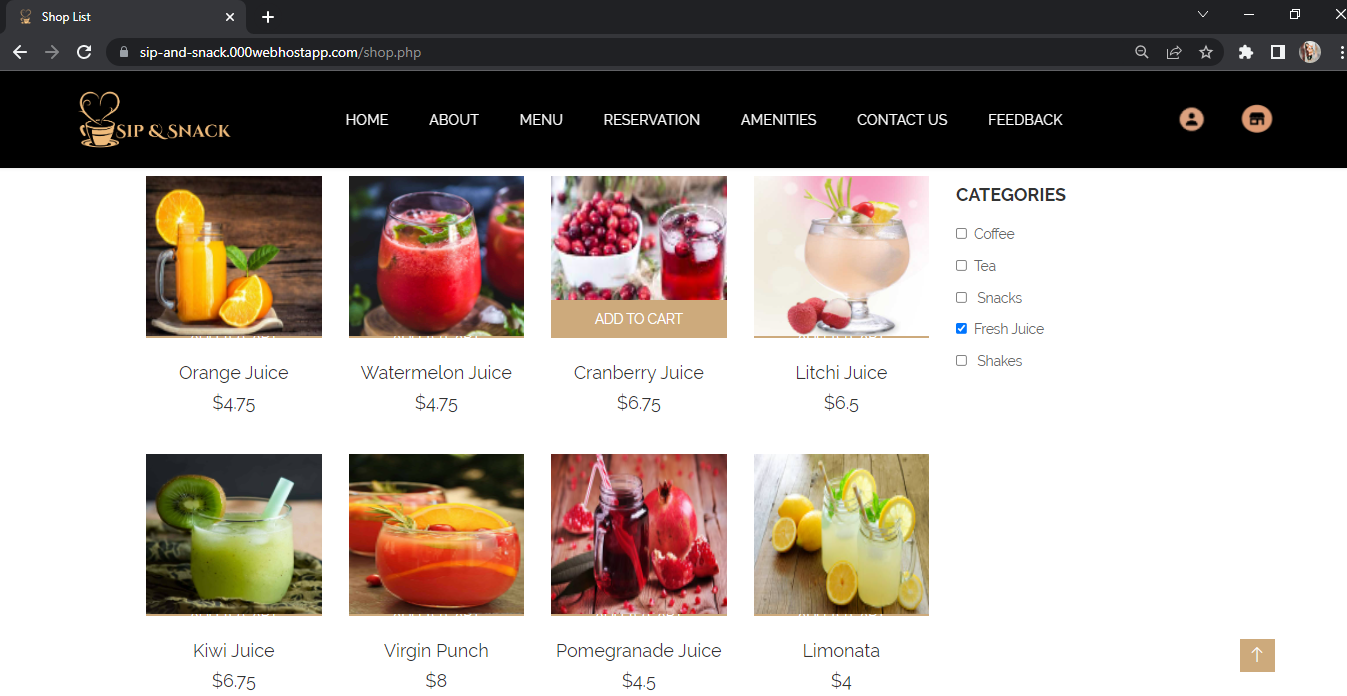 Shop List
sip-and-snack.000webhostapp.com/shop.php
SIP & SNACK
HOME
ABOUT
MENU
RESERVATION
AMENITIES
CONTACT US
FEEDBACK
ADD TO CART
Orange Juice
$4.75
Watermelon Juice
$4.75
Cranberry Juice
$6.75
Litchi Juice
$6.5
CATEGORIES
Coffee
Tea
Snacks
Fresh Juice
Shakes
Kiwi Juice
$6.75
Virgin Punch
$8
Pomegranade Juice
$4.5
Limonata
$4